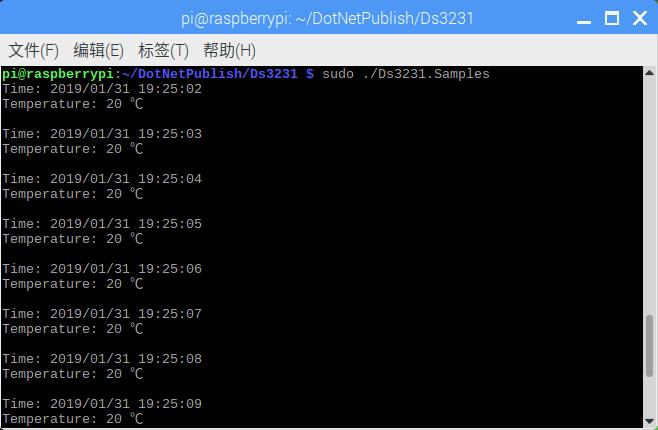 pi@raspberrypi: ~/DotNetPublish/Ds3231
文件(F) 编辑(E) 标签(T) 帮助(H)
pi@raspberrypi:~/DotNetPublish/Ds3231 $ sudo ./Ds3231.Samples
Time: 2019/01/31 19:25:02
Temperature: 20 ℃
Time: 2019/01/31 19:25:03
Temperature: 20 ℃
Time: 2019/01/31 19:25:04
Temperature: 20 ℃
Time: 2019/01/31 19:25:05
Temperature: 20 ℃
Time: 2019/01/31 19:25:06
Temperature: 20 ℃
Time: 2019/01/31 19:25:07
Temperature: 20 ℃
Time: 2019/01/31 19:25:08
Temperature: 20 ℃
Time: 2019/01/31 19:25:09
Temperature: 20 ℃